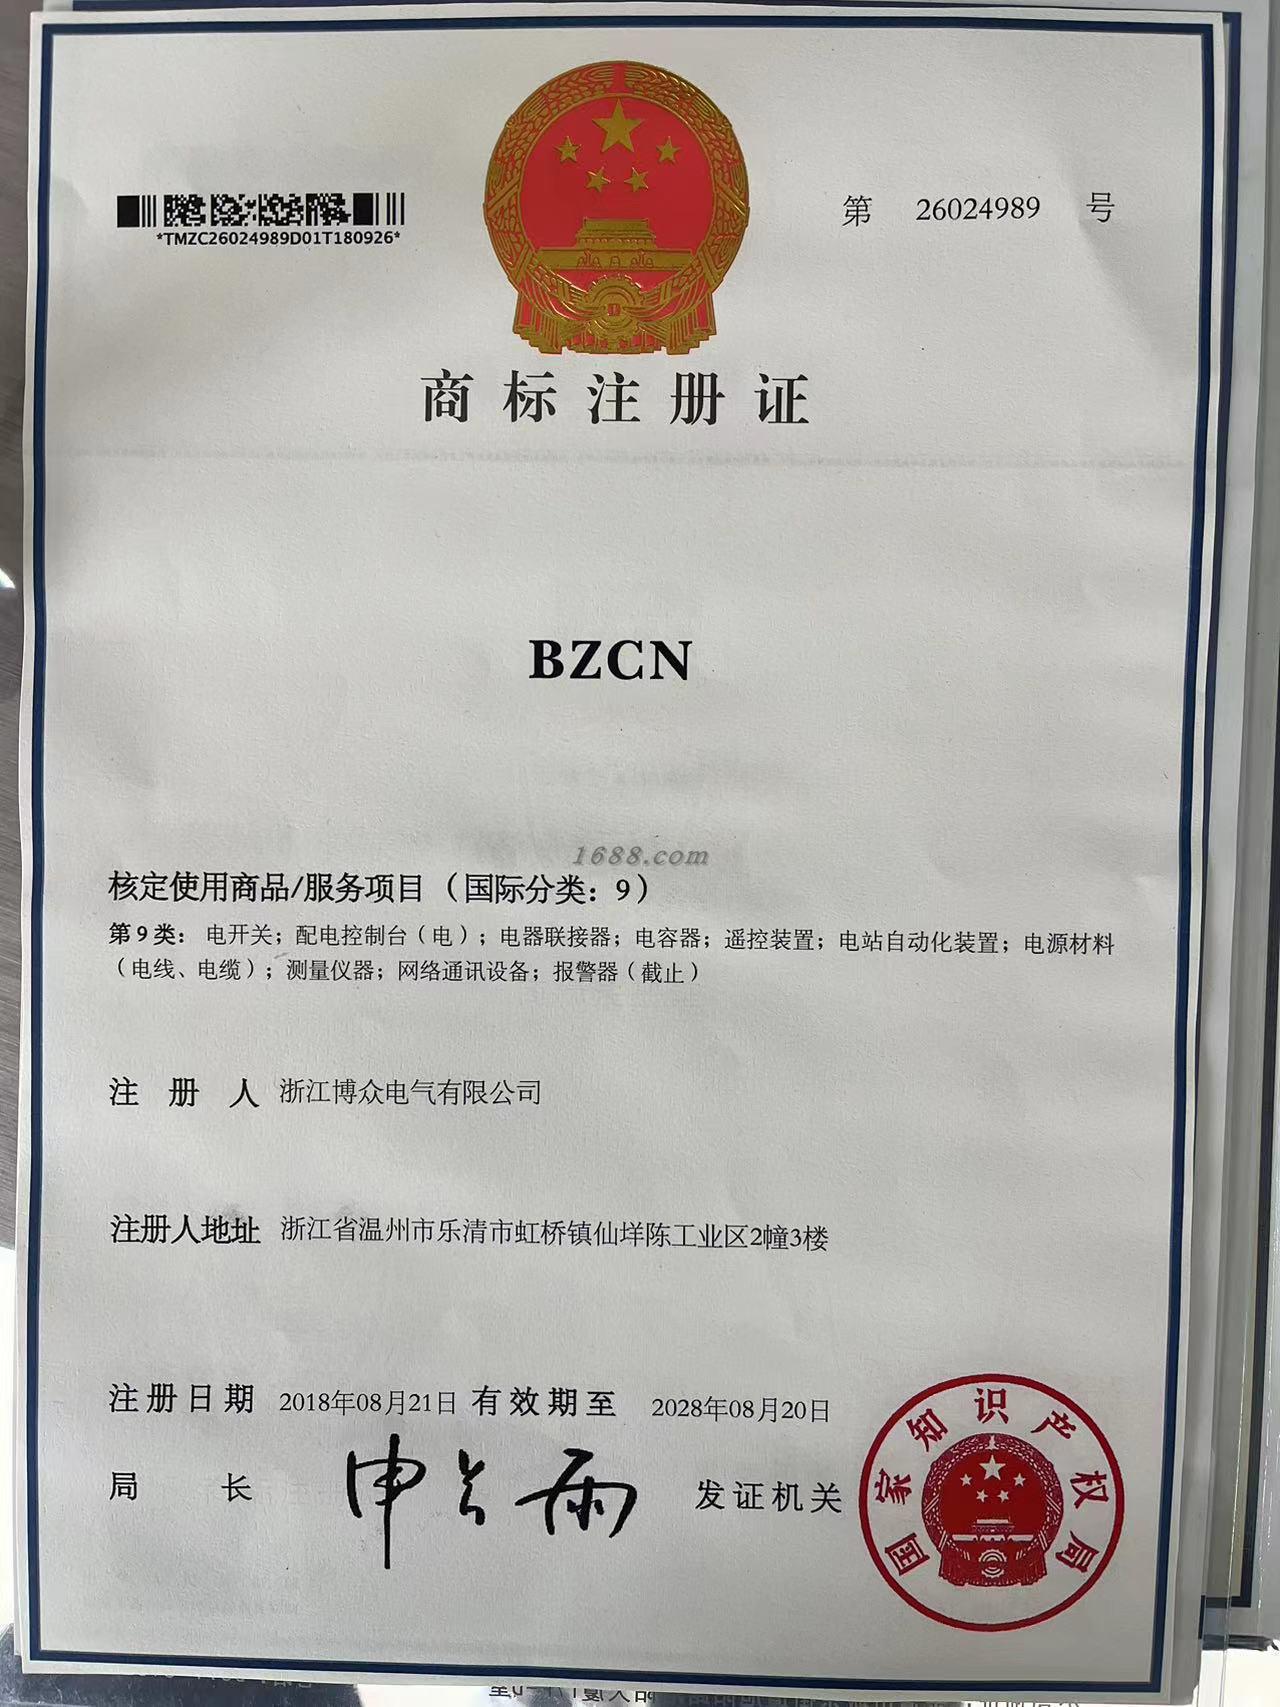 *TMZC26024989D01T180926*
第 26024989 号
商标注册证
BZCN
1688.com
核定使用商品/服务项目（国际分类：9）
第9类：电开关；配电控制台（电）；电器联接器；电容器；遥控装置；电站自动化装置；电源材料
（电线、电缆）；测量仪器；网络通讯设备；报警器（截止）
注册人 浙江博众电气有限公司
注册人地址 浙江省温州市乐清市虹桥镇仙垟陈工业区2幢3楼
注册日期 2018年08月21日 有效期至 2028年08月20日
局长 申长雨 发证机关
国家知识产权局